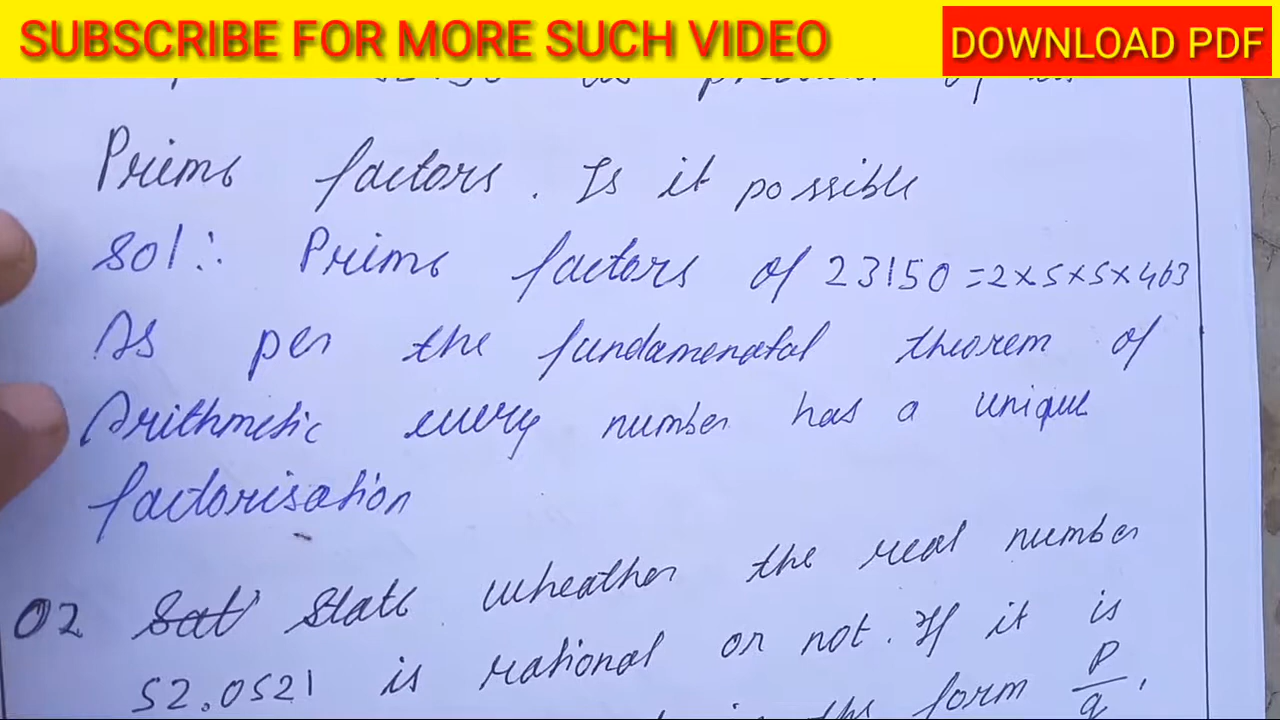 SUBSCRIBE FOR MORE SUCH VIDEO
DOWNLOAD PDF
Prime factors. Is it possible
Sol∴ Prime factors of 23150 = 2×5×5×463
As per the fundamenatal theorem of
Arithmetic every number has a unique
factorisation
02 State wheather the real number
52.0521 is rational or not. If it is
form P/q,